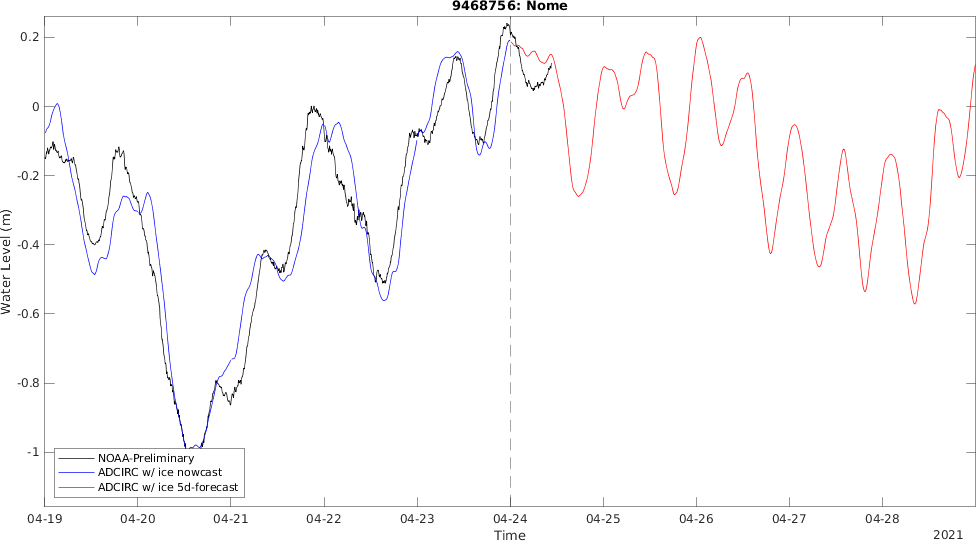 9468756: Nome
0.2
0
-0.2
-0.4
-0.6
-0.8
-1
Water Level (m)
NOAA-Preliminary
ADCIRC w/ ice nowcast
ADCIRC w/ ice 5d-forecast
04-19 04-20 04-21 04-22 04-23 04-24 04-25 04-26 04-27 04-28
Time
2021